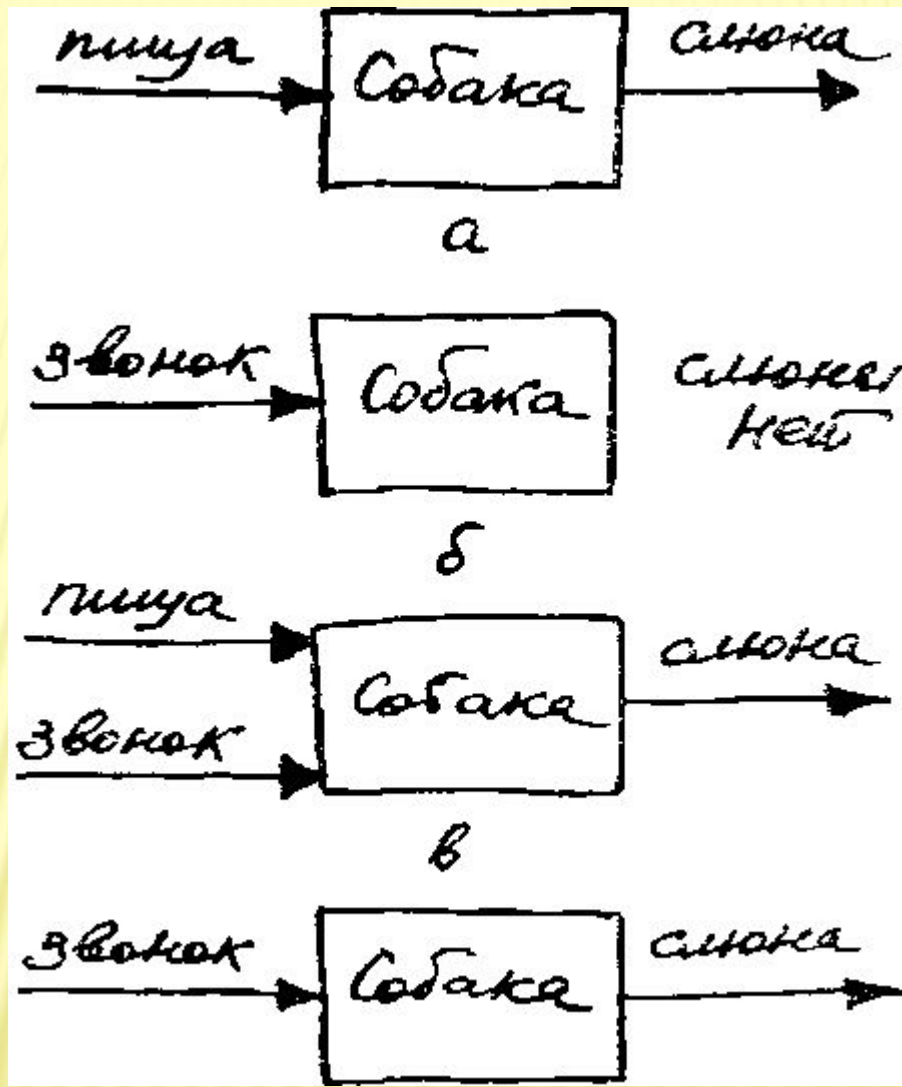 пища Собака слюна
а
звонок Собака слюны
нет
б
пища
Собака слюна
звонок
в
звонок Собака слюна